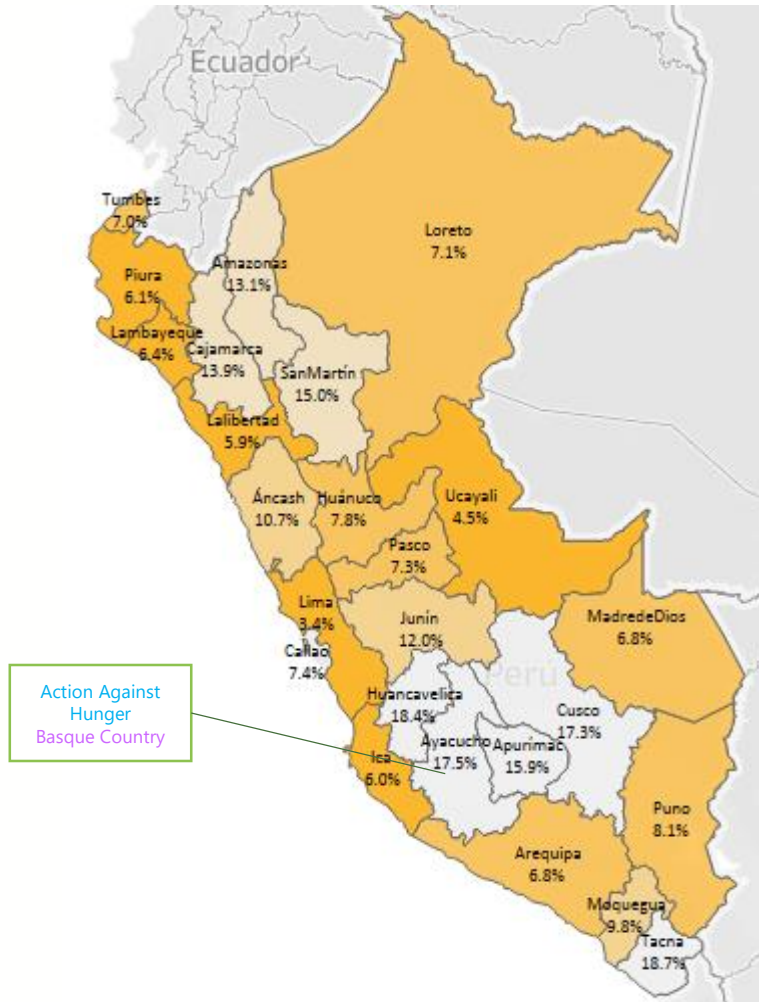 Ecuador
Tumbes
7.0%
Loreto
7.1%
Amazonas
13.1%
Piura
6.1%
Lambayeque
6.4%
Cajamarca
13.9%
SanMartín
15.0%
Lalibertad
5.9%
Áncash
10.7%
Huánuco
7.8%
Ucayali
4.5%
Pasco
7.3%
Lima
3.4%
Junín
12.0%
MadredeDios
6.8%
Callao
7.4%
Perú
Action Against
Hunger
Basque Country
Huancavelica
18.4%
Cusco
17.3%
Ayacucho
17.5%
Apurímac
15.9%
Ica
6.0%
Puno
8.1%
Arequipa
6.8%
Moquegua
9.8%
Tacna
18.7%